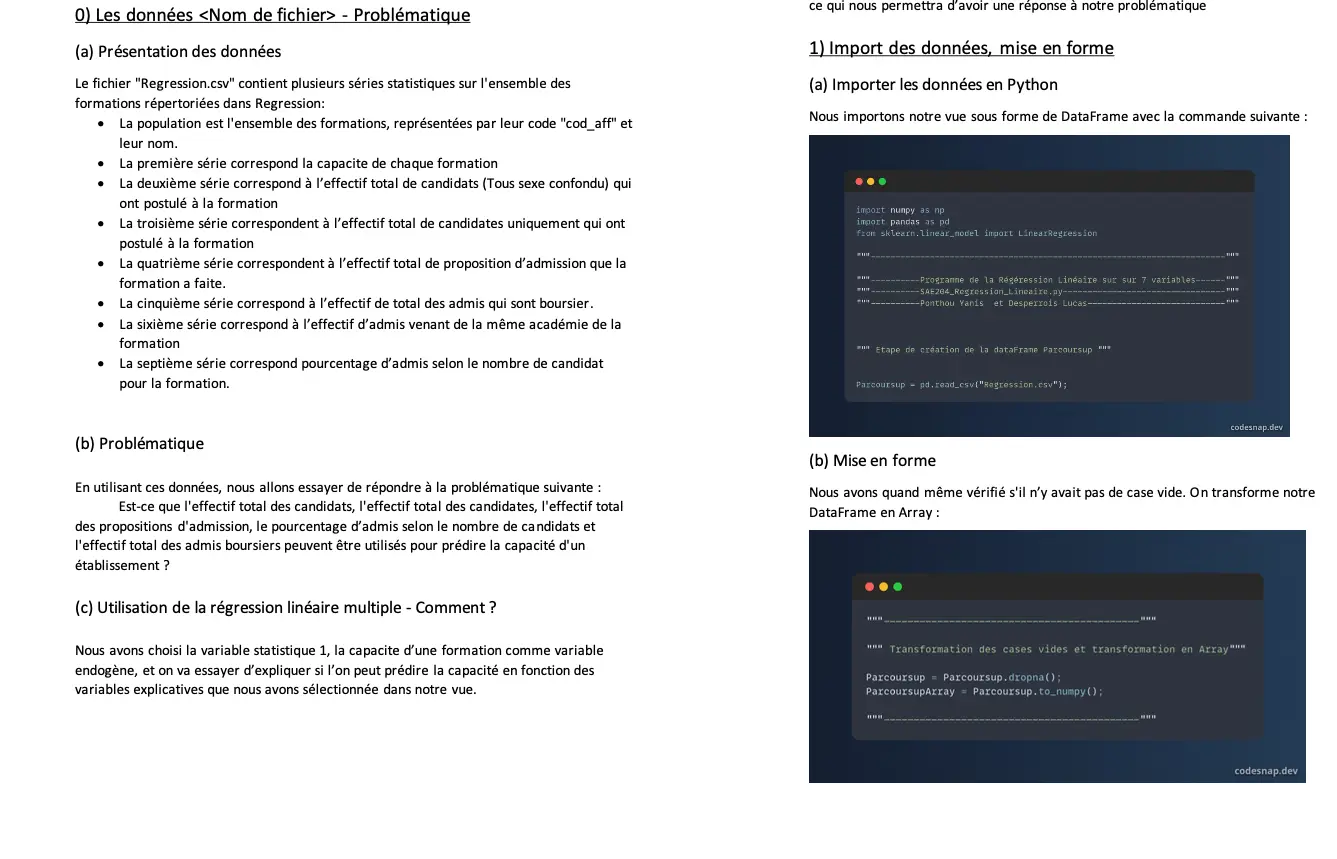 0) Les données <Nom de fichier> - Problématique
(a) Présentation des données
Le fichier "Regression.csv" contient plusieurs séries statistiques sur l'ensemble des
formations répertoriées dans Regression:
• La population est l'ensemble des formations, représentées par leur code "cod_aff" et
leur nom.
• La première série correspond la capacite de chaque formation
• La deuxième série correspond à l’effectif total de candidats (Tous sexe confondu) qui
ont postulé à la formation
• La troisième série correspondent à l’effectif total de candidates uniquement qui ont
postulé à la formation
• La quatrième série correspondent à l’effectif total de proposition d’admission que la
formation a faite.
• La cinquième série correspond à l’effectif de total des admis qui sont boursier.
• La sixième série correspond à l’effectif d’admis venant de la même académie de la
formation
• La septième série correspond pourcentage d’admis selon le nombre de candidat
pour la formation.
(b) Problématique
En utilisant ces données, nous allons essayer de répondre à la problématique suivante :
Est-ce que l'effectif total des candidats, l'effectif total des candidates, l'effectif total
des propositions d'admission, le pourcentage d’admis selon le nombre de candidats et
l'effectif total des admis boursiers peuvent être utilisés pour prédire la capacité d'un
établissement ?
(c) Utilisation de la régression linéaire multiple - Comment ?
Nous avons choisi la variable statistique 1, la capacite d’une formation comme variable
endogène, et on va essayer d’expliquer si l’on peut prédire la capacité en fonction des
variables explicatives que nous avons sélectionnée dans notre vue.
ce qui nous permettra d’avoir une réponse à notre problématique
1) Import des données, mise en forme
(a) Importer les données en Python
Nous importons notre vue sous forme de DataFrame avec la commande suivante :
import numpy as np
import pandas as pd
from sklearn.linear_model import LinearRegression
"""----------------------------------------------------------------"""
"""---------Programme de la Régéression Linéaire sur sur 7 variables------"""
"""---------SAE204_Regression_Lineaire.py------------------------------"""
"""---------Ponthou Yanis  et Desperrois Lucas-------------------------"""
""" Etape de création de la dataFrame Parcoursup """
Parcoursup = pd.read_csv("Regression.csv");
codesnap.dev
(b) Mise en forme
Nous avons quand même vérifié s'il n’y avait pas de case vide. On transforme notre
DataFrame en Array :
"""-------------------------------------------"""
""" Transformation des cases vides et transformation en Array"""
Parcoursup = Parcoursup.dropna();
ParcoursupArray = Parcoursup.to_numpy();
"""-------------------------------------------"""
codesnap.dev